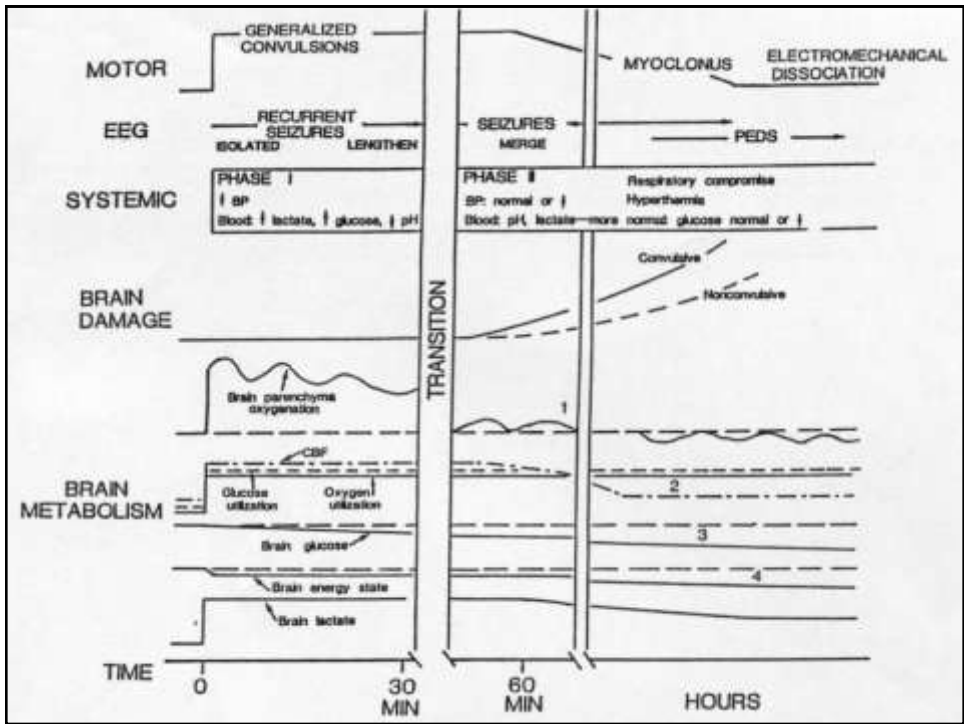 MOTOR
GENERALIZED
CONVULSIONS
MYOCLONUS
ELECTROMECHANICAL
DISSOCIATION
EEG
RECURRENT
SEIZURES
ISOLATED LENGTHEN
SEIZURES
MERGE
PEDS
SYSTEMIC
PHASE I
↑ BP
Blood: ↑ lactate, ↑ glucose, ↓ pH
PHASE II
Respiratory compromise
BP: normal or ↓
Hyperthermia
Blood: pH, lactate—more normal: glucose normal or ↓
TRANSITION
BRAIN
DAMAGE
Convulsive
Nonconvulsive
Brain parenchyma
oxygenation
1
BRAIN
METABOLISM
CBF
Glucose
utilization
Oxygen
utilization
2
Brain glucose
3
Brain energy state
4
Brain lactate
TIME
0
30
MIN
60
MIN
HOURS